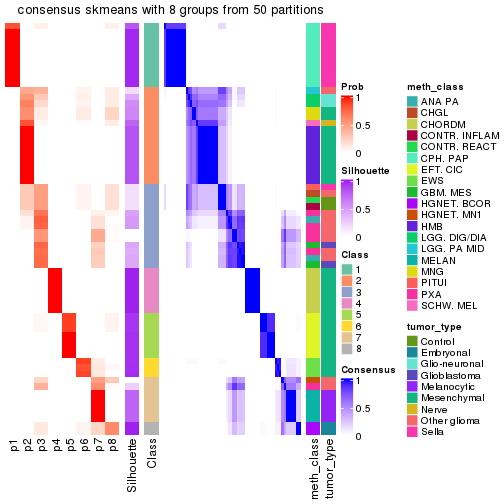 consensus skmeans with 8 groups from 50 partitions
Prob
1
0.5
0
Silhouette
1
0.5
0
Class
1
2
3
4
5
6
7
8
Consensus
1
0.5
0
meth_class
ANA PA
CHGL
CHORDM
CONTR. INFLAM
CONTR. REACT
CPH. PAP
EFT. CIC
EWS
GBM. MES
HGNET. BCOR
HGNET. MN1
HMB
LGG. DIG/DIA
LGG. PA MID
MELAN
MNG
PITUI
PXA
SCHW. MEL
tumor_type
Control
Embryonal
Glio-neuronal
Glioblastoma
Melanocytic
Mesenchymal
Nerve
Other glioma
Sella
p1
p2
p3
p4
p5
p6
p7
p8
Silhouette
Class
meth_class
tumor_type